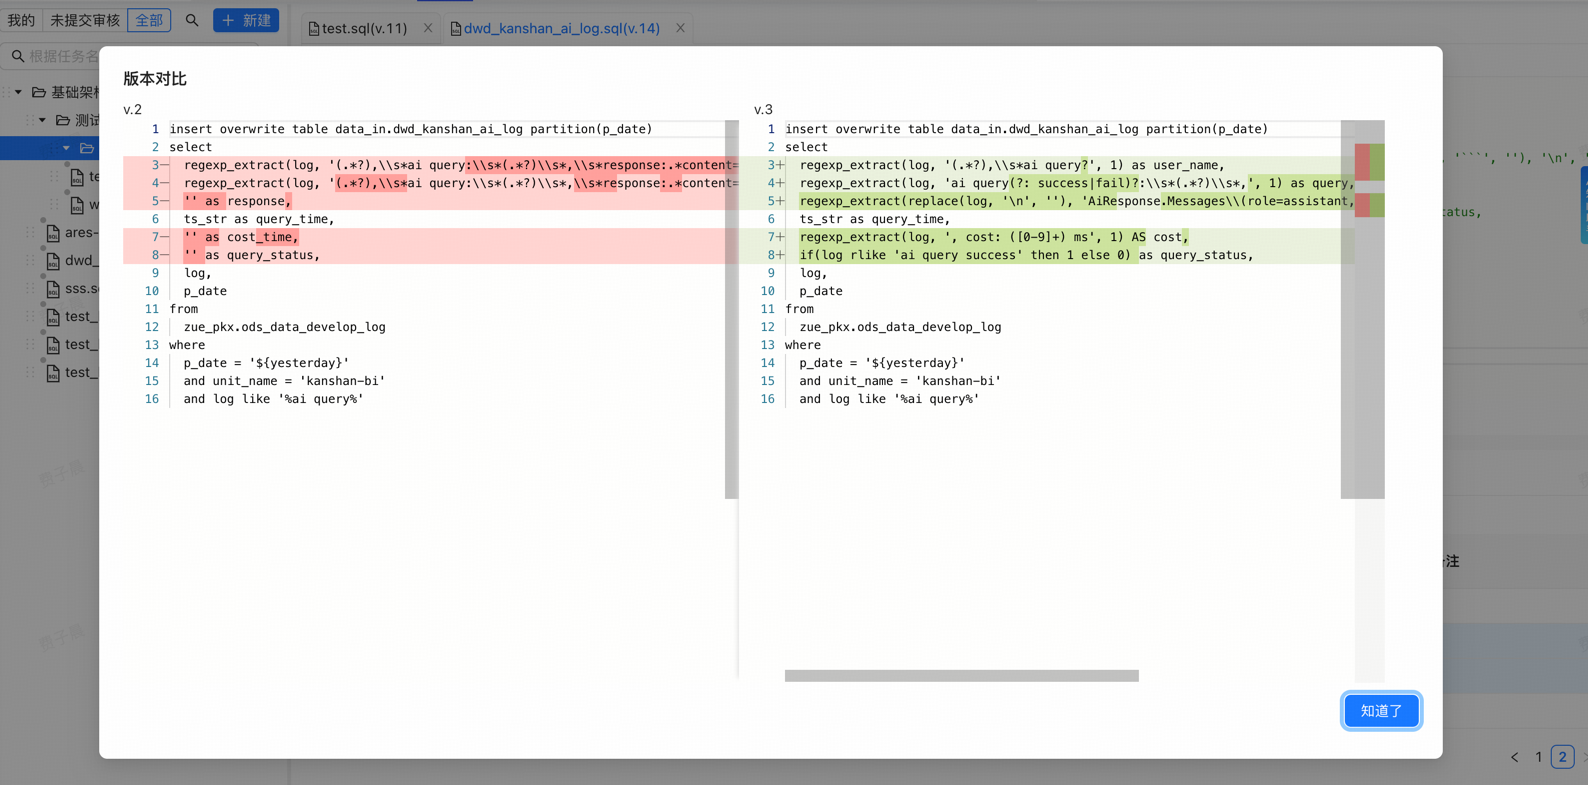 我的 未提交审核 全部 + 新建
test.sql(v.11) dwd_kanshan_ai_log.sql(v.14)
根据任务名
基础架构
测试
版本对比
v.2
1 insert overwrite table data_in.dwd_kanshan_ai_log partition(p_date)
2 select
3- regexp_extract(log, '(.*?),\\s*ai query:\\s*(.*?)\\s*,\\s*response:.*content=
4- regexp_extract(log, '(.*?),\\s*ai query:\\s*(.*?)\\s*,\\s*response:.*content=
5- '' as response,
6 ts_str as query_time,
7- '' as cost_time,
8- '' as query_status,
9 log,
10 p_date
11 from
12 zue_pkx.ods_data_develop_log
13 where
14 p_date = '${yesterday}'
15 and unit_name = 'kanshan-bi'
16 and log like '%ai query%'
v.3
1 insert overwrite table data_in.dwd_kanshan_ai_log partition(p_date)
2 select
3+ regexp_extract(log, '(.*?),\\s*ai query?', 1) as user_name,
4+ regexp_extract(log, 'ai query(?: success|fail)?:\\s*(.*?)\\s*,', 1) as query,
5+ regexp_extract(replace(log, '\n', ''), 'AiResponse.Messages\\(role=assistant,
6 ts_str as query_time,
7+ regexp_extract(log, ', cost: ([0-9]+) ms', 1) AS cost,
8+ if(log rlike 'ai query success' then 1 else 0) as query_status,
9 log,
10 p_date
11 from
12 zue_pkx.ods_data_develop_log
13 where
14 p_date = '${yesterday}'
15 and unit_name = 'kanshan-bi'
16 and log like '%ai query%'
知道了
te
w
ares-
dwd_
sss.s
test_
test_
test_
, '```', ''), '\n', '
tatus,
注
< 1 2